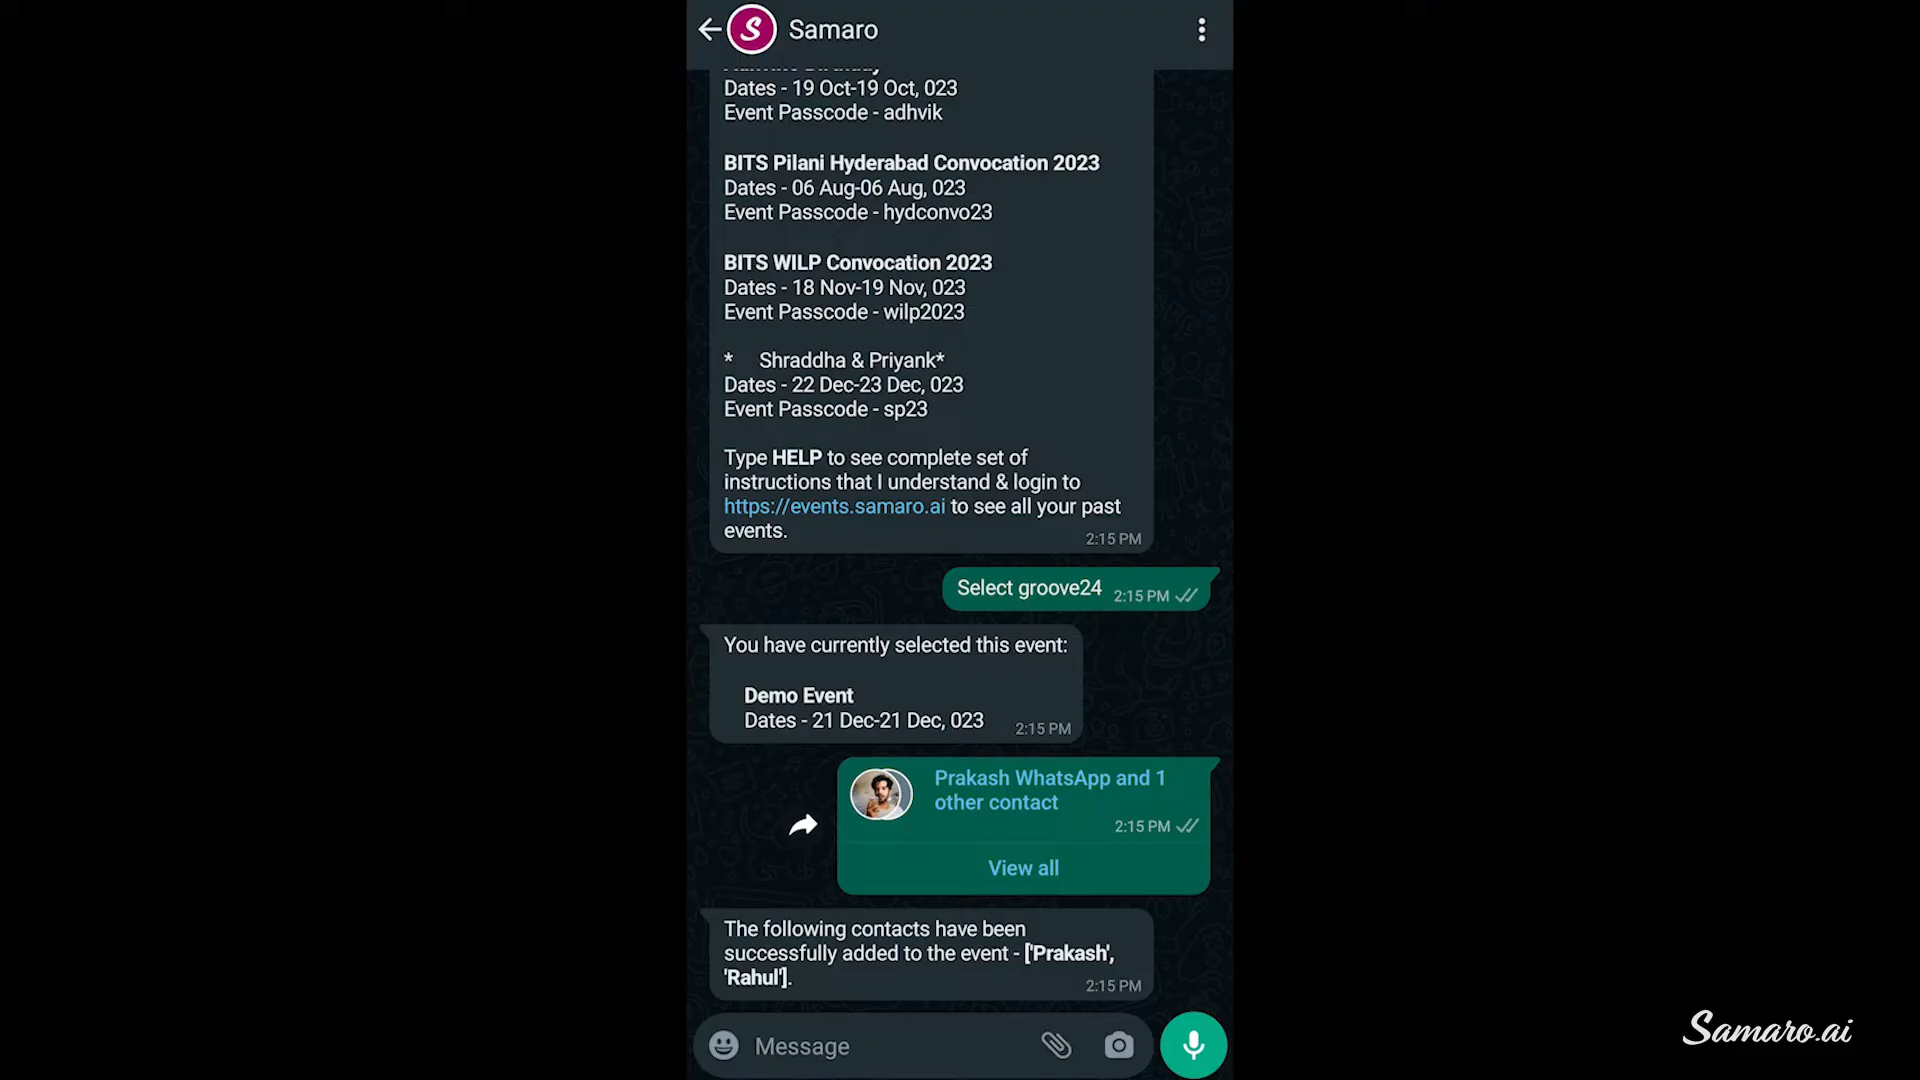 Samaro
Dates - 19 Oct-19 Oct, 023
Event Passcode - adhvik
BITS Pilani Hyderabad Convocation 2023
Dates - 06 Aug-06 Aug, 023
Event Passcode - hydconvo23
BITS WILP Convocation 2023
Dates - 18 Nov-19 Nov, 023
Event Passcode - wilp2023
* Shraddha & Priyank*
Dates - 22 Dec-23 Dec, 023
Event Passcode - sp23
Type HELP to see complete set of
instructions that I understand & login to
https://events.samaro.ai to see all your past
events.
2:15 PM
Select groove24 2:15 PM
You have currently selected this event:
Demo Event
Dates - 21 Dec-21 Dec, 023 2:15 PM
Prakash WhatsApp and 1
other contact
2:15 PM
View all
The following contacts have been
successfully added to the event - ['Prakash',
'Rahul'].
2:15 PM
Message
Samaro.ai